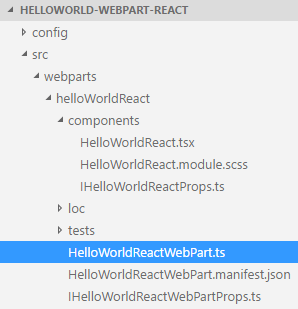 HELLOWORLD-WEBPART-REACT
config
src
webparts
helloWorldReact
components
HelloWorldReact.tsx
HelloWorldReact.module.scss
IHelloWorldReactProps.ts
loc
tests
HelloWorldReactWebPart.ts
HelloWorldReactWebPart.manifest.json
IHelloWorldReactWebPartProps.ts